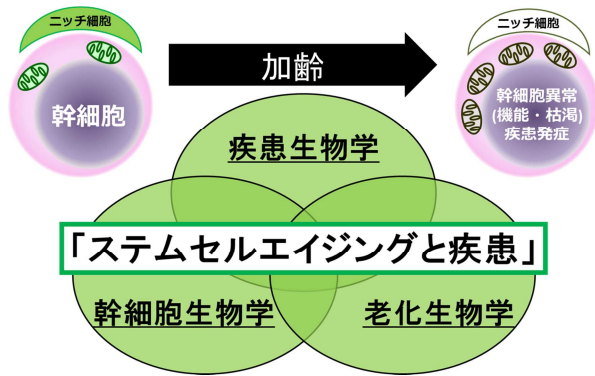 ニッチ細胞
幹細胞
加齢
ニッチ細胞
幹細胞異常
(機能・枯渇)
疾患発症
疾患生物学
「ステムセルエイジングと疾患」
幹細胞生物学
老化生物学